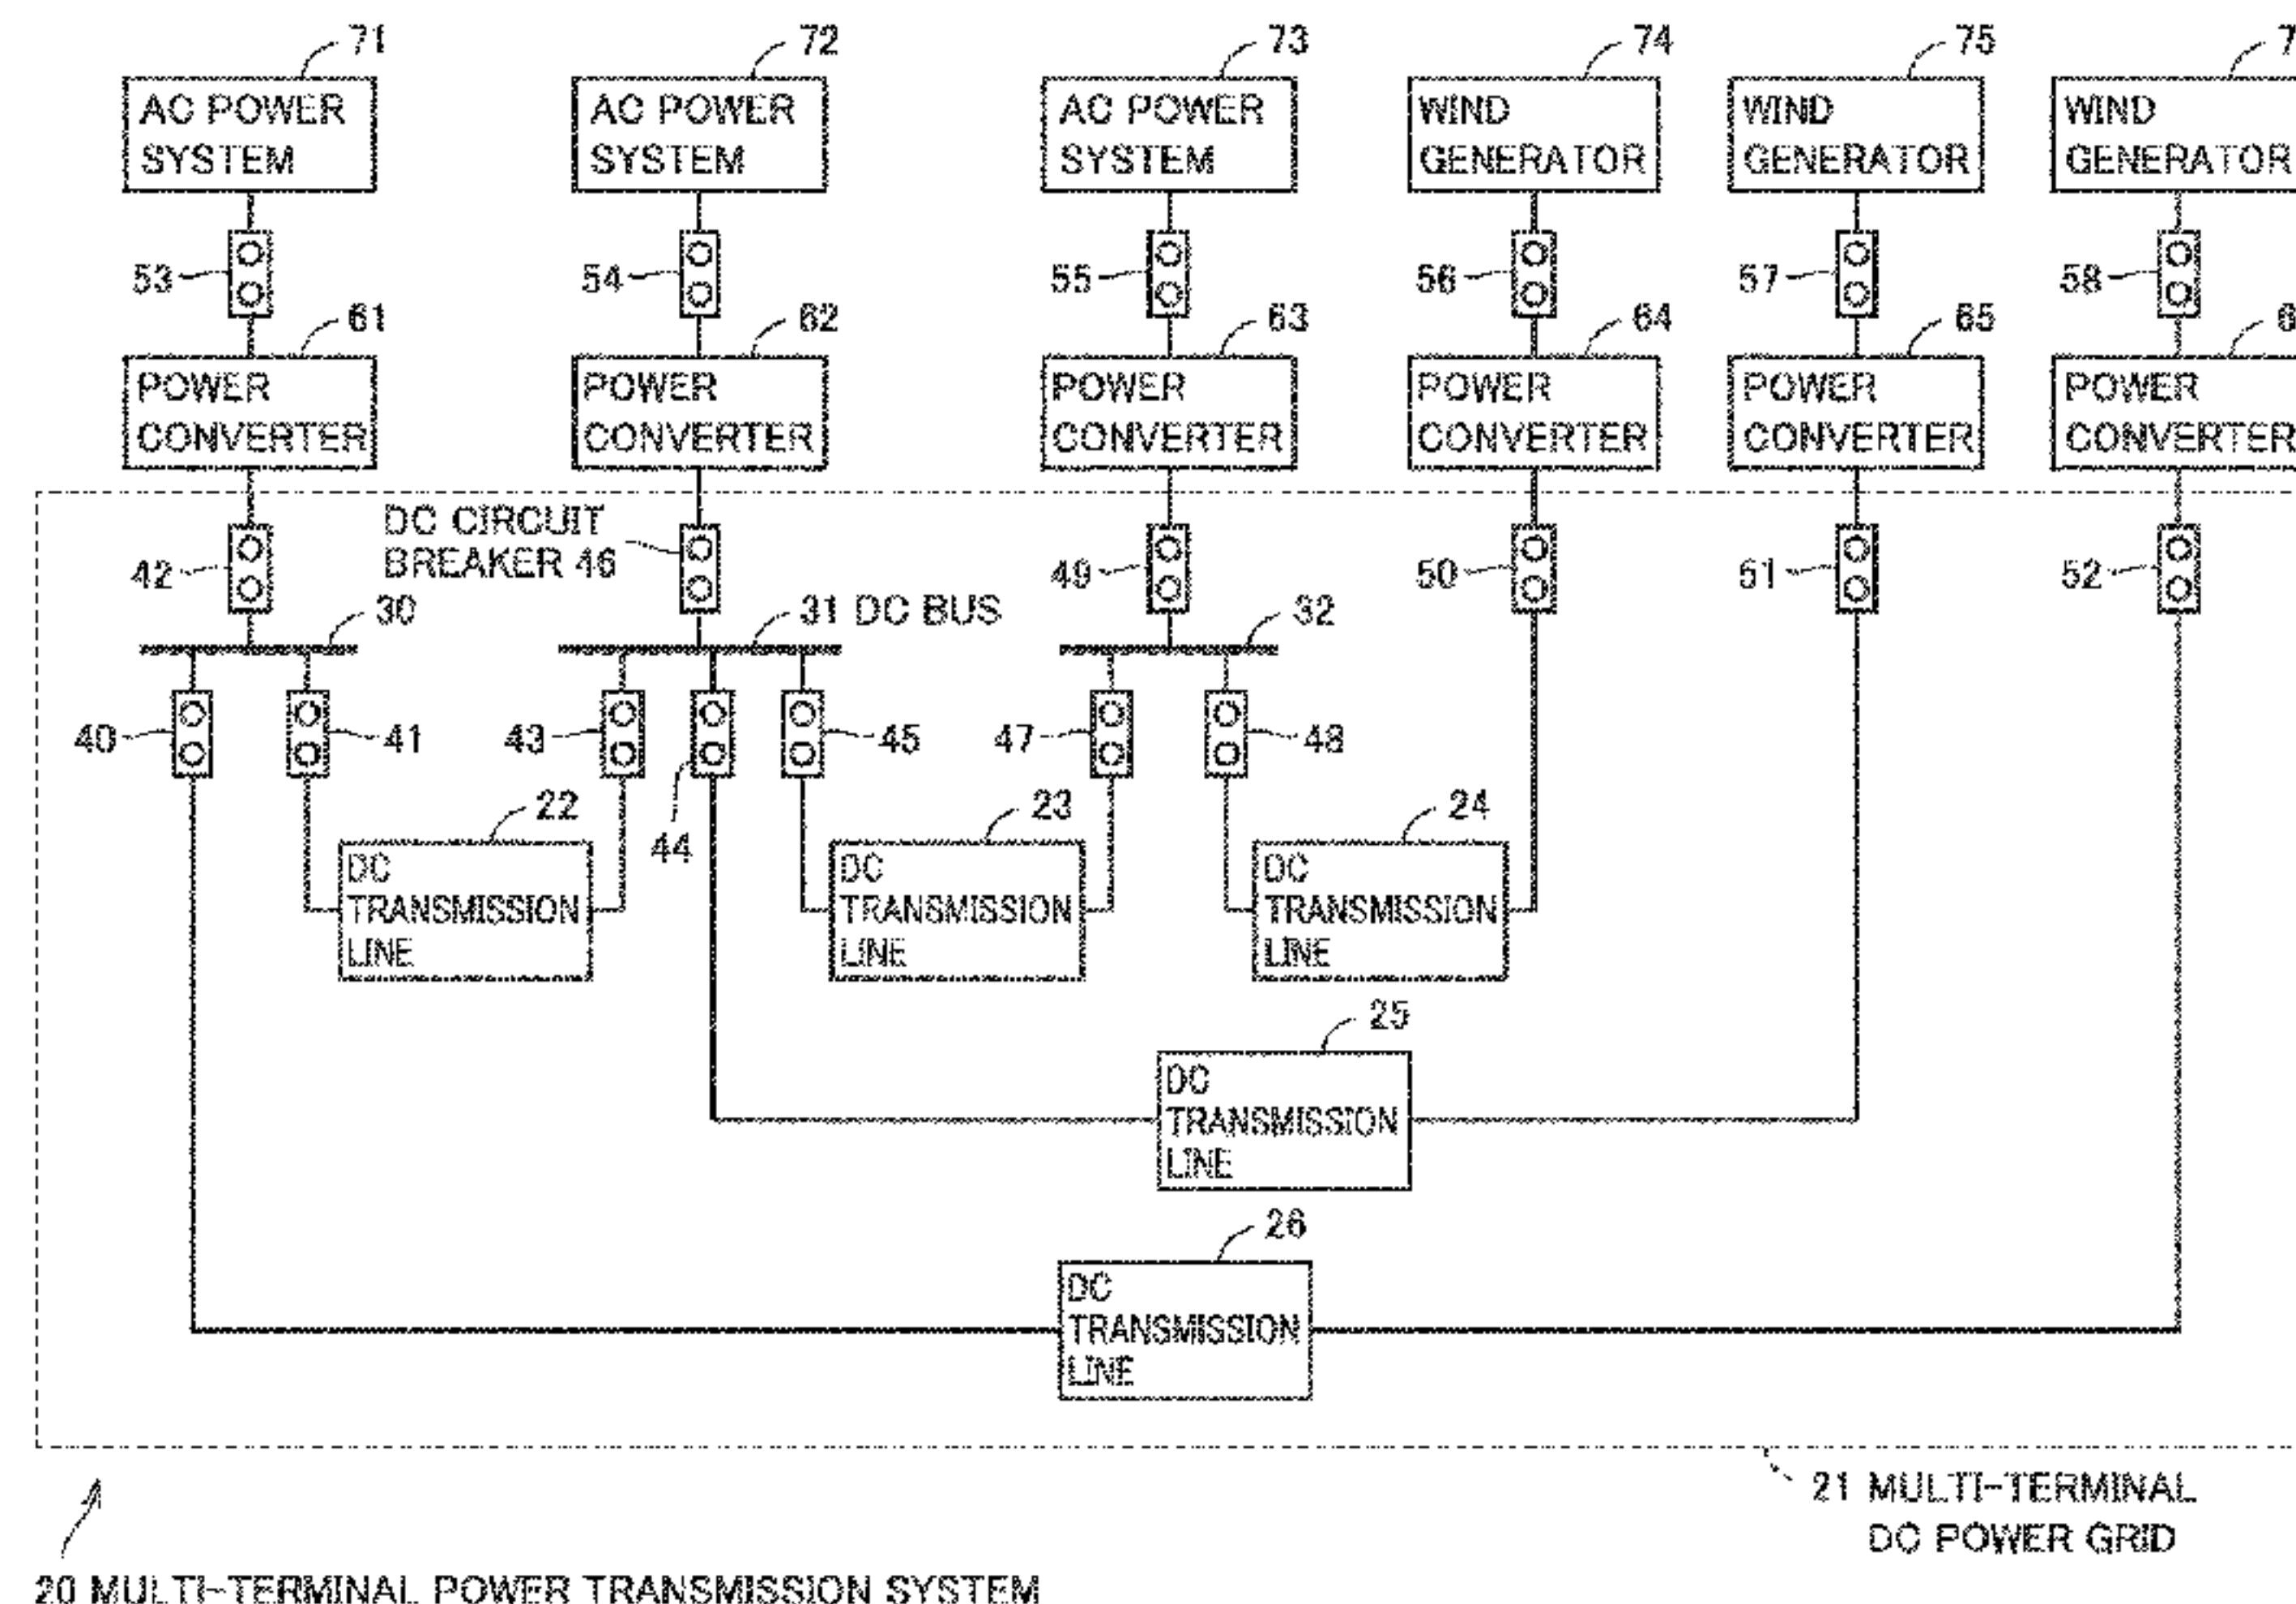 71 72 73 74 75 7
AC POWER SYSTEM
AC POWER SYSTEM
AC POWER SYSTEM
WIND GENERATOR
WIND GENERATOR
WIND GENERATOR
53 54 55 56 57 58
61 62 63 64 65 6
POWER CONVERTER
POWER CONVERTER
POWER CONVERTER
POWER CONVERTER
POWER CONVERTER
POWER CONVERTER
42
DC CIRCUIT
BREAKER 46
49 50 51 52
30
31 DC BUS
32
40 41 43 44 45 47 48
22 23 24
DC
TRANSMISSION
LINE
DC
TRANSMISSION
LINE
DC
TRANSMISSION
LINE
25
DC
TRANSMISSION
LINE
26
DC
TRANSMISSION
LINE
21 MULTI-TERMINAL
DC POWER GRID
20 MULTI-TERMINAL POWER TRANSMISSION SYSTEM